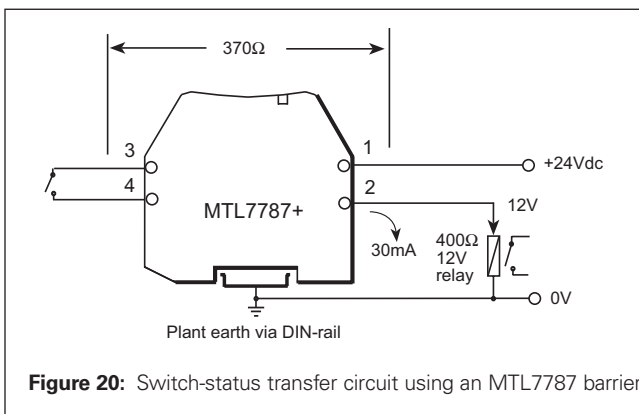 370Ω
3
4
1
2
MTL7787+
+24Vdc
12V
30mA
400Ω
12V
relay
0V
Plant earth via DIN-rail
Figure 20: Switch-status transfer circuit using an MTL7787 barrier